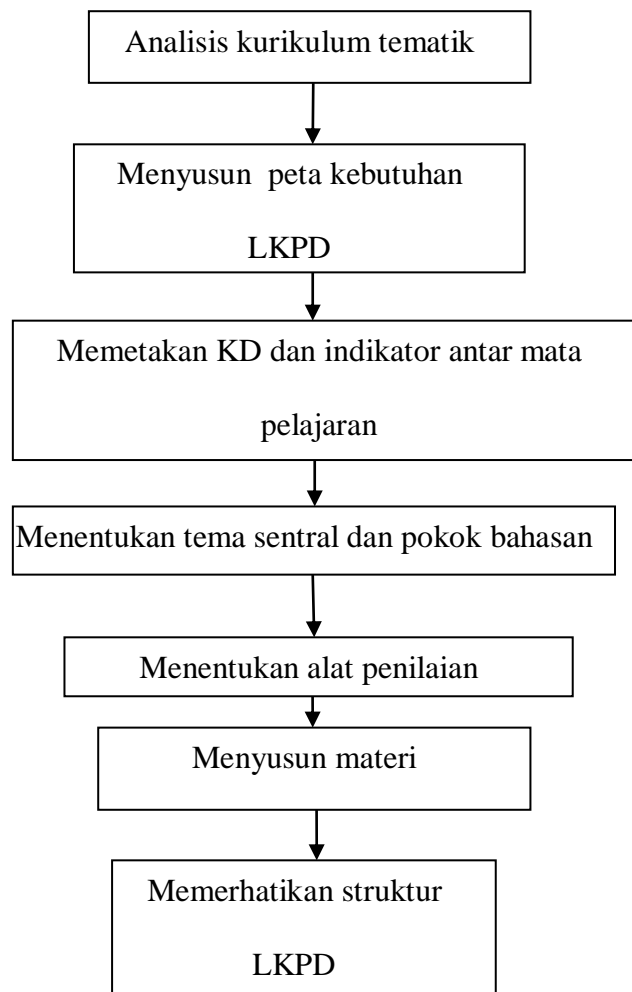 Analisis kurikulum tematik
Menyusun peta kebutuhan
LKPD
Memetakan KD dan indikator antar mata
pelajaran
Menentukan tema sentral dan pokok bahasan
Menentukan alat penilaian
Menyusun materi
Memerhatikan struktur
LKPD